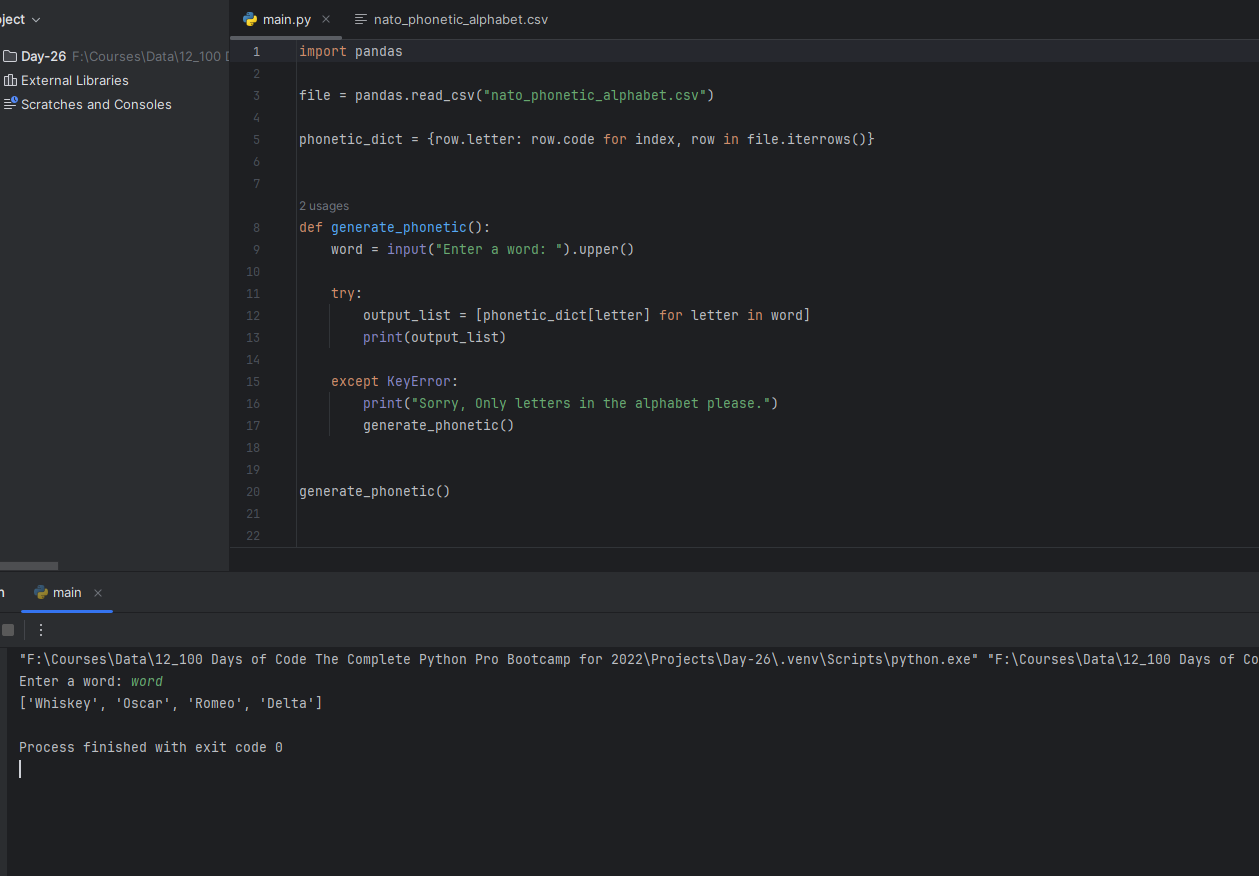 oject
main.py
nato_phonetic_alphabet.csv
Day-26 F:\Courses\Data\12_100
External Libraries
Scratches and Consoles
1 import pandas
2
3 file = pandas.read_csv("nato_phonetic_alphabet.csv")
4
5 phonetic_dict = {row.letter: row.code for index, row in file.iterrows()}
6
7
2 usages
8 def generate_phonetic():
9     word = input("Enter a word: ").upper()
10
11     try:
12         output_list = [phonetic_dict[letter] for letter in word]
13         print(output_list)
14
15     except KeyError:
16         print("Sorry, Only letters in the alphabet please.")
17         generate_phonetic()
18
19
20 generate_phonetic()
21
22
main
"F:\Courses\Data\12_100 Days of Code The Complete Python Pro Bootcamp for 2022\Projects\Day-26\.venv\Scripts\python.exe" "F:\Courses\Data\12_100 Days of Co
Enter a word: word
['Whiskey', 'Oscar', 'Romeo', 'Delta']
Process finished with exit code 0